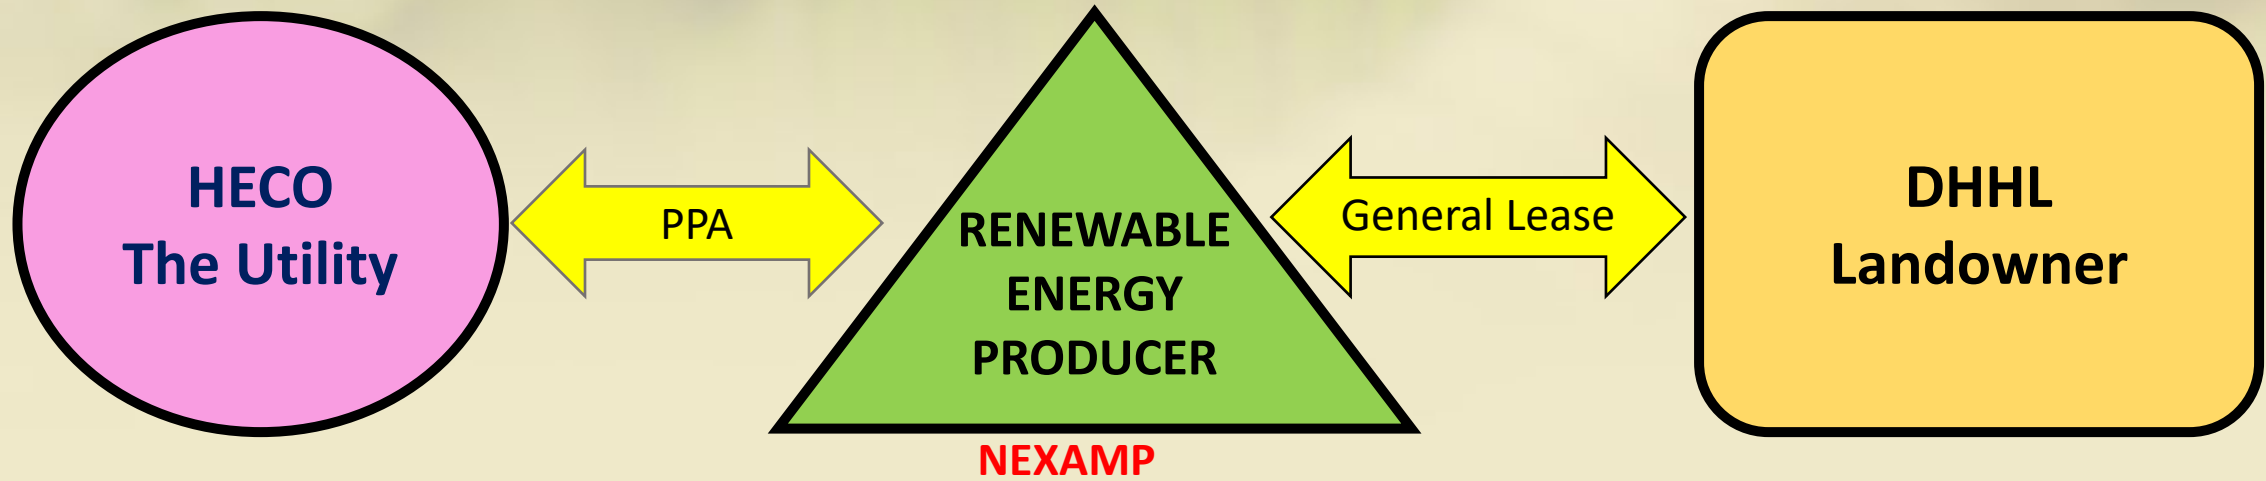 HECO
The Utility
PPA
RENEWABLE
ENERGY
PRODUCER
NEXAMP
General Lease
DHHL
Landowner